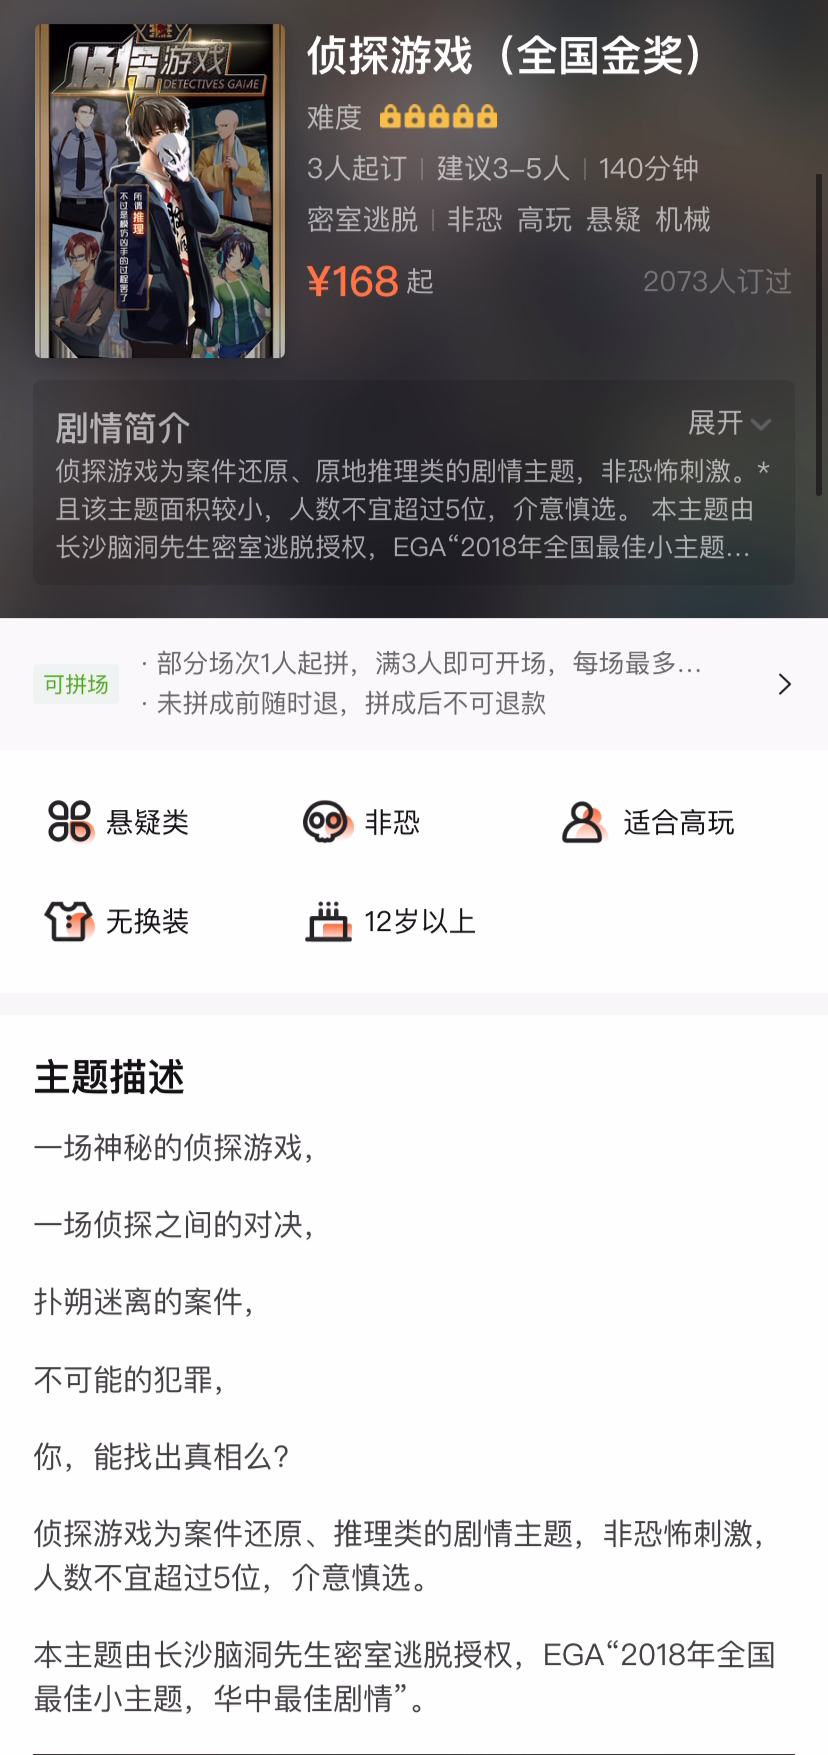 侦探游戏
DETECTIVES GAME
所谓推理
不过是模仿凶手的过程罢了
侦探游戏（全国金奖）
难度
3人起订 | 建议3-5人 | 140分钟
密室逃脱 | 非恐 高玩 悬疑 机械
¥168 起
2073人订过
剧情简介
展开
侦探游戏为案件还原、原地推理类的剧情主题，非恐怖刺激。*
且该主题面积较小，人数不宜超过5位，介意慎选。 本主题由
长沙脑洞先生密室逃脱授权，EGA“2018年全国最佳小主题...
可拼场
· 部分场次1人起拼，满3人即可开场，每场最多...
· 未拼成前随时退，拼成后不可退款
悬疑类
非恐
适合高玩
无换装
12岁以上
主题描述
一场神秘的侦探游戏，
一场侦探之间的对决，
扑朔迷离的案件，
不可能的犯罪，
你，能找出真相么？
侦探游戏为案件还原、推理类的剧情主题，非恐怖刺激，
人数不宜超过5位，介意慎选。
本主题由长沙脑洞先生密室逃脱授权，EGA“2018年全国
最佳小主题，华中最佳剧情”。